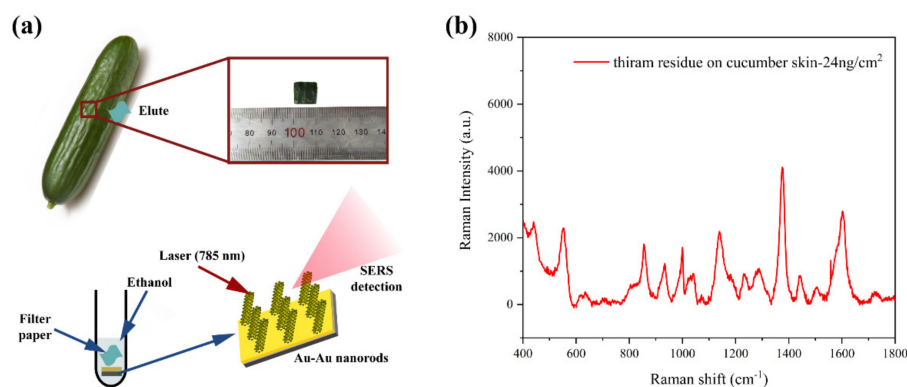 (a)
Elute
80
90
100
110
120
130
14
Laser (785 nm)
SERS
detection
Ethanol
Filter
paper
Au-Au nanorods
(b)
thiram residue on cucumber skin-24ng/cm²
Raman Intensity (a.u.)
8000
6000
4000
2000
0
400 600 800 1000 1200 1400 1600 1800
Raman shift (cm⁻¹)